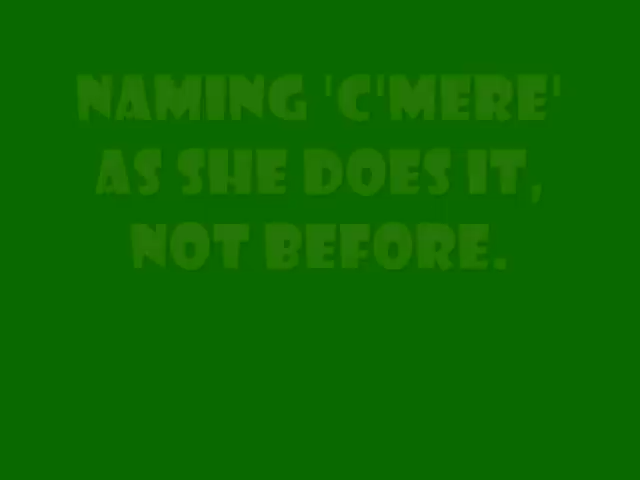 NAMING 'C'MERE'
AS SHE DOES IT,
NOT BEFORE.